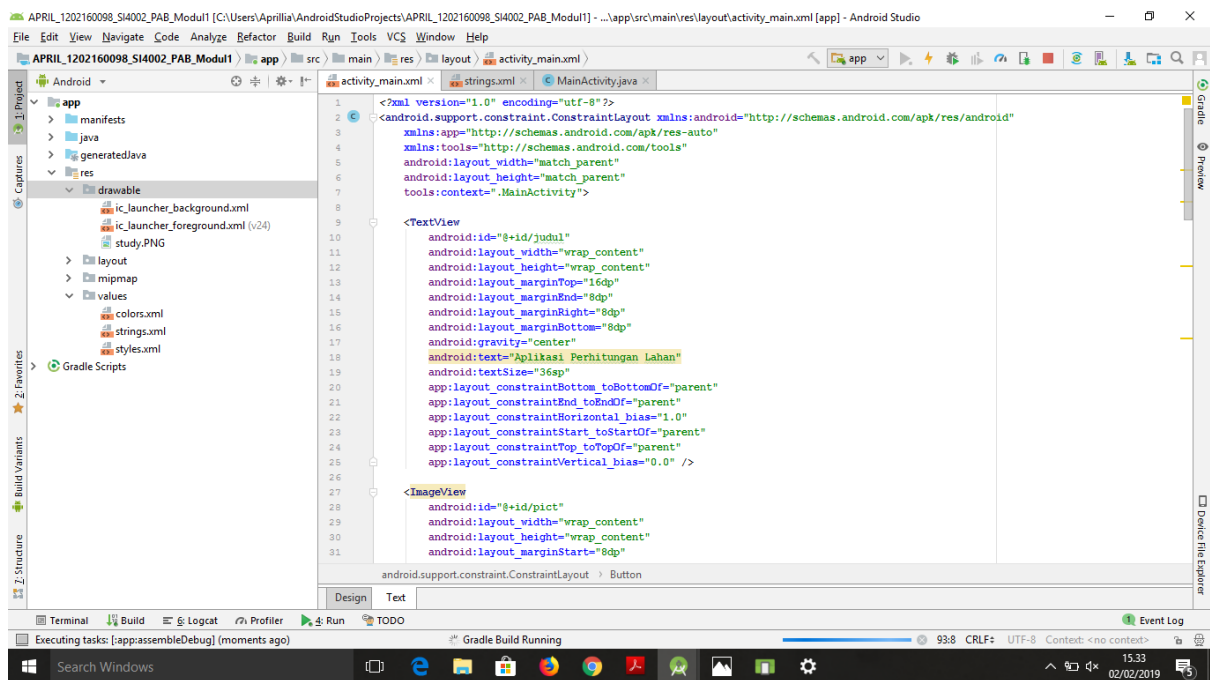 APRIL_1202160098_SI4002_PAB_Modul1 [C:\Users\Aprillia\AndroidStudioProjects\APRIL_1202160098_SI4002_PAB_Modul1] - ...\app\src\main\res\layout\activity_main.xml [app] - Android Studio
File Edit View Navigate Code Analyze Refactor Build Run Tools VCS Window Help
APRIL_1202160098_SI4002_PAB_Modul1 app src main res layout activity_main.xml app
Android activity_main.xml strings.xml MainActivity.java
1: Project
Captures
2: Favorites
Build Variants
7: Structure
app
manifests
java
generatedJava
res
drawable
ic_launcher_background.xml
ic_launcher_foreground.xml (v24)
study.PNG
layout
mipmap
values
colors.xml
strings.xml
styles.xml
Gradle Scripts
1 <?xml version="1.0" encoding="utf-8"?>
2 C <android.support.constraint.ConstraintLayout xmlns:android="http://schemas.android.com/apk/res/android"
3 xmlns:app="http://schemas.android.com/apk/res-auto"
4 xmlns:tools="http://schemas.android.com/tools"
5 android:layout_width="match_parent"
6 android:layout_height="match_parent"
7 tools:context=".MainActivity">
8
9 <TextView
10 android:id="@+id/judul"
11 android:layout_width="wrap_content"
12 android:layout_height="wrap_content"
13 android:layout_marginTop="16dp"
14 android:layout_marginEnd="8dp"
15 android:layout_marginRight="8dp"
16 android:layout_marginBottom="8dp"
17 android:gravity="center"
18 android:text="Aplikasi Perhitungan Lahan"
19 android:textSize="36sp"
20 app:layout_constraintBottom_toBottomOf="parent"
21 app:layout_constraintEnd_toEndOf="parent"
22 app:layout_constraintHorizontal_bias="1.0"
23 app:layout_constraintStart_toStartOf="parent"
24 app:layout_constraintTop_toTopOf="parent"
25 app:layout_constraintVertical_bias="0.0" />
26
27 <ImageView
28 android:id="@+id/pict"
29 android:layout_width="wrap_content"
30 android:layout_height="wrap_content"
31 android:layout_marginStart="8dp"
android.support.constraint.ConstraintLayout › Button
Design Text
Gradle
Preview
Device File Explorer
Terminal Build 6: Logcat Profiler 4: Run TODO 1 Event Log
Executing tasks: [:app:assembleDebug] (moments ago) Gradle Build Running 93:8 CRLF UTF-8 Context: <no context>
Search Windows 15.33
02/02/2019 5